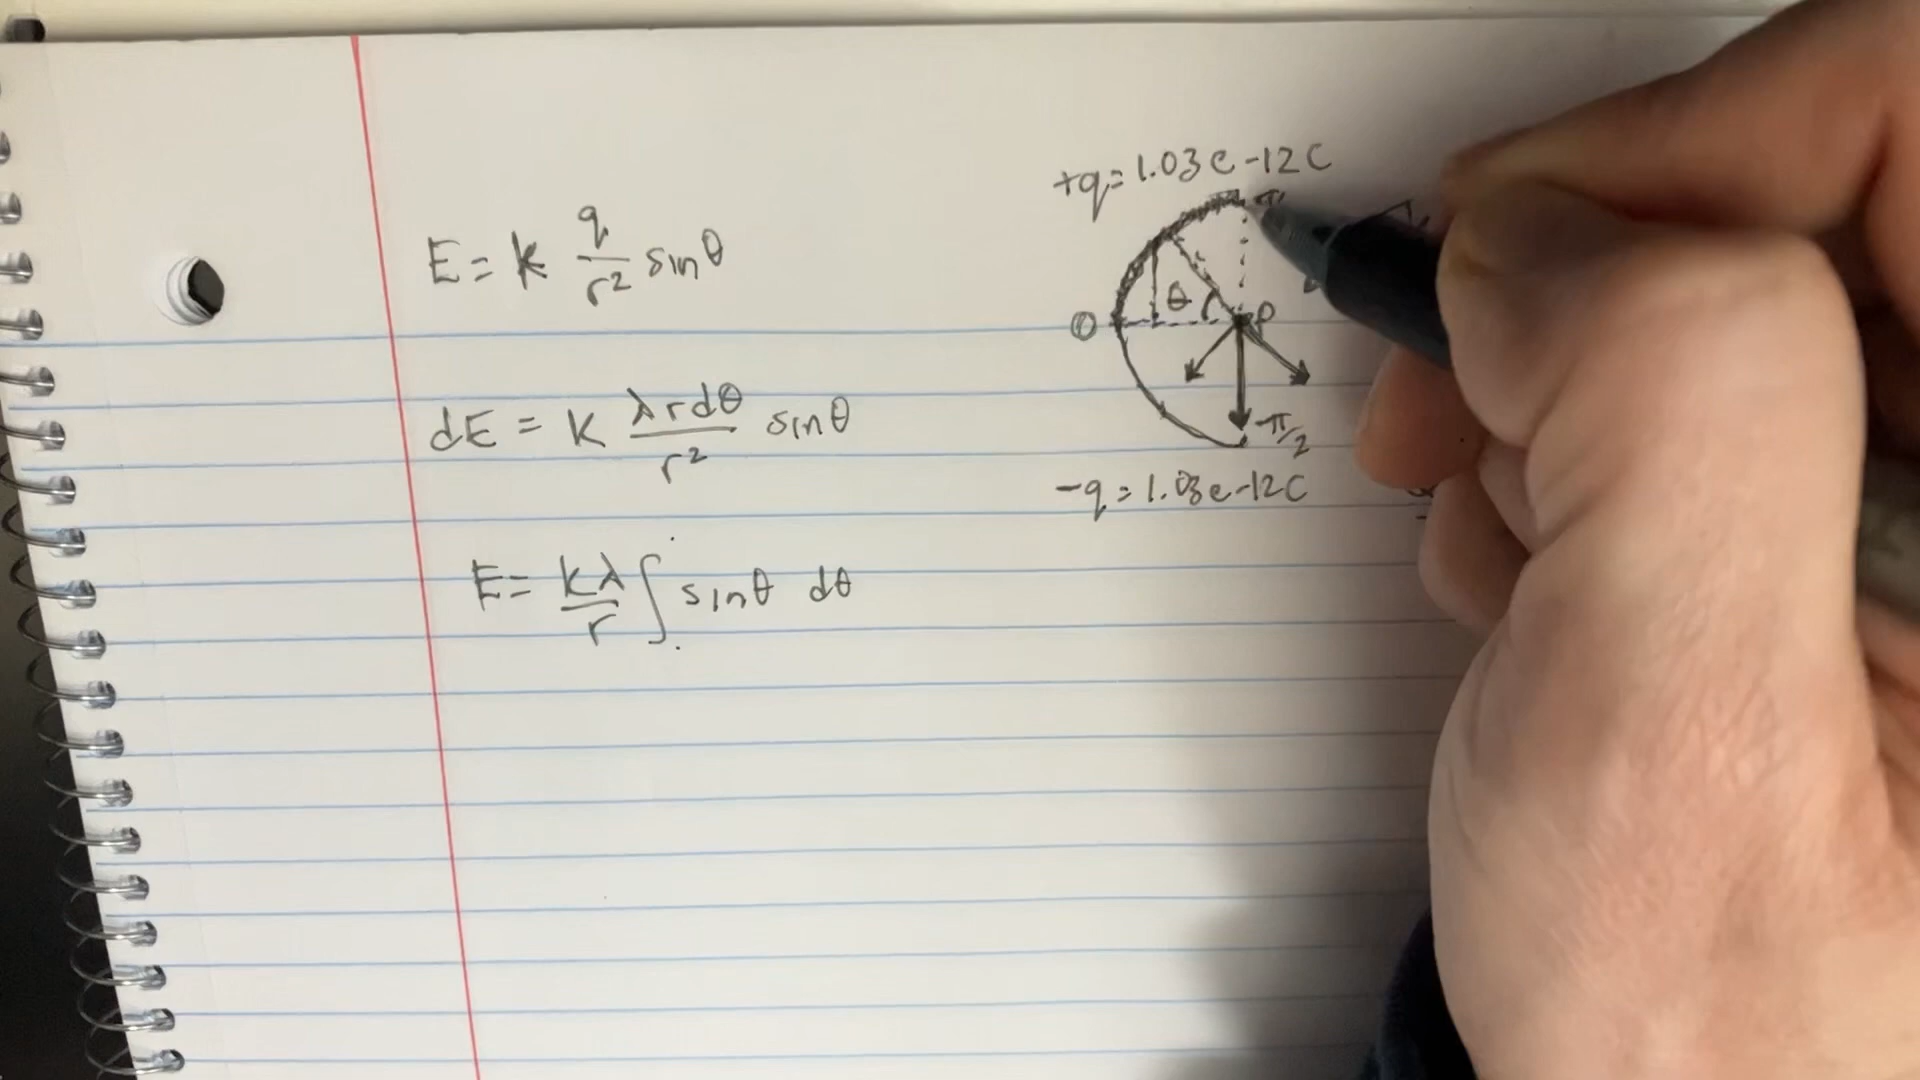 +q=1.03e-12C
E=k q/r² sinθ
θ
0
P
dE = k λrdθ/r² sinθ
-π/2
-q=1.03e-12C
E= kλ/r ∫ sinθ dθ